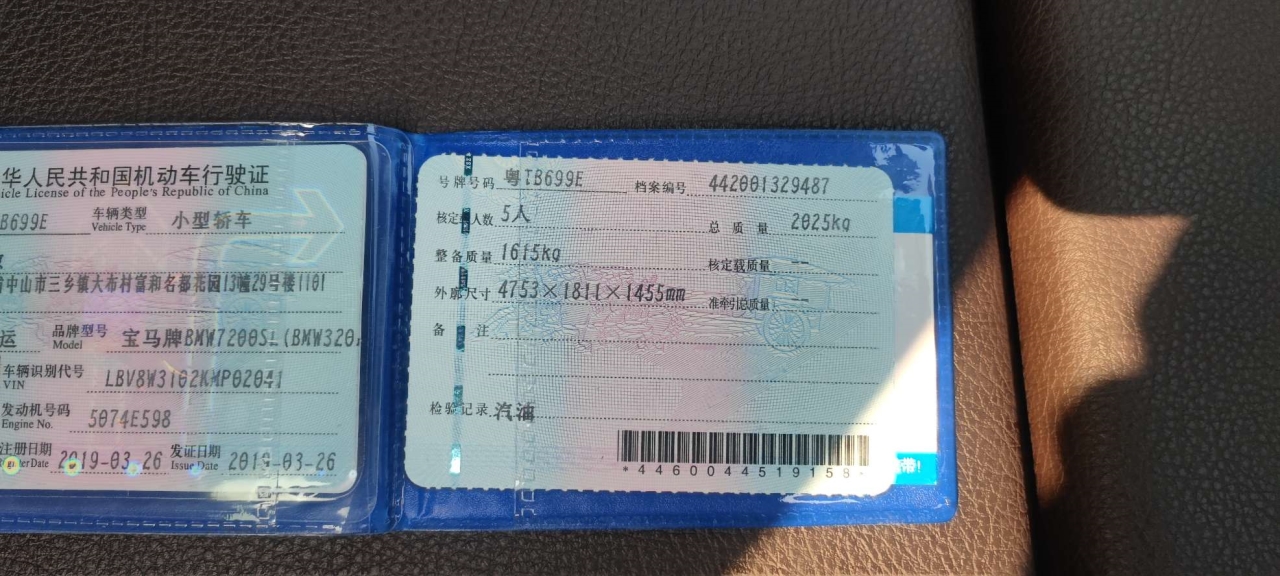 华人民共和国机动车行驶证
icle License of the People's Republic of China
B699E 车辆类型 Vehicle Type 小型轿车
中山市三乡镇大布村富和名都花园13幢29号楼1101
运 品牌型号 Model 宝马牌BMW7200SL(BMW320
车辆识别代号 VIN LBV8W3102KMP02041
发动机号码 Engine No. 5074E598
注册日期 Date 2019-03-26 发证日期 Issue Date 2019-03-26
号牌号码 粤TB699E 档案编号 442001329487
核定 人数 5人 总质量 2025kg
整备质量 1615kg 核定载质量 --
外廓尺寸 4753×1811×1455mm 准牵引总质量 --
备注
检验记录 汽油
*4460044519158*
带!